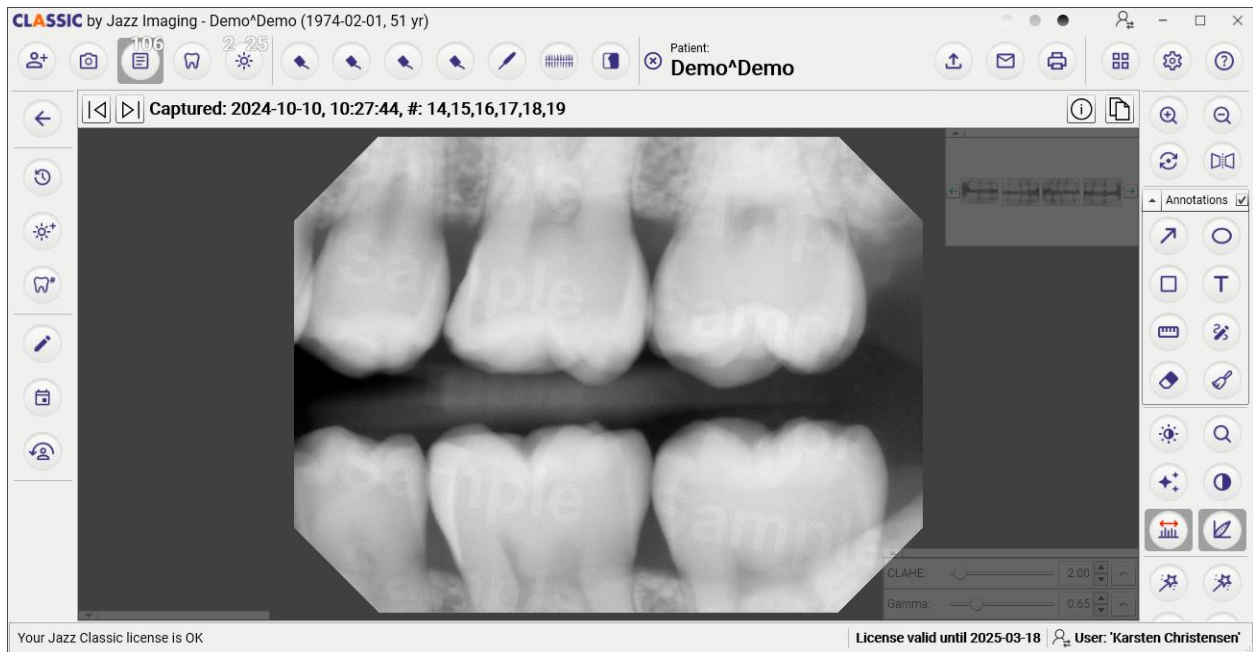 CLASSIC by Jazz Imaging - Demo^Demo (1974-02-01, 51 yr)
106
2-25
Patient:
Demo^Demo
Captured: 2024-10-10, 10:27:44, #: 14,15,16,17,18,19
Annotations
T
Sample
Sample
Sample
Sample
CLAHE:
2.00
Gamma:
0.65
Your Jazz Classic license is OK
License valid until 2025-03-18
User: 'Karsten Christensen'